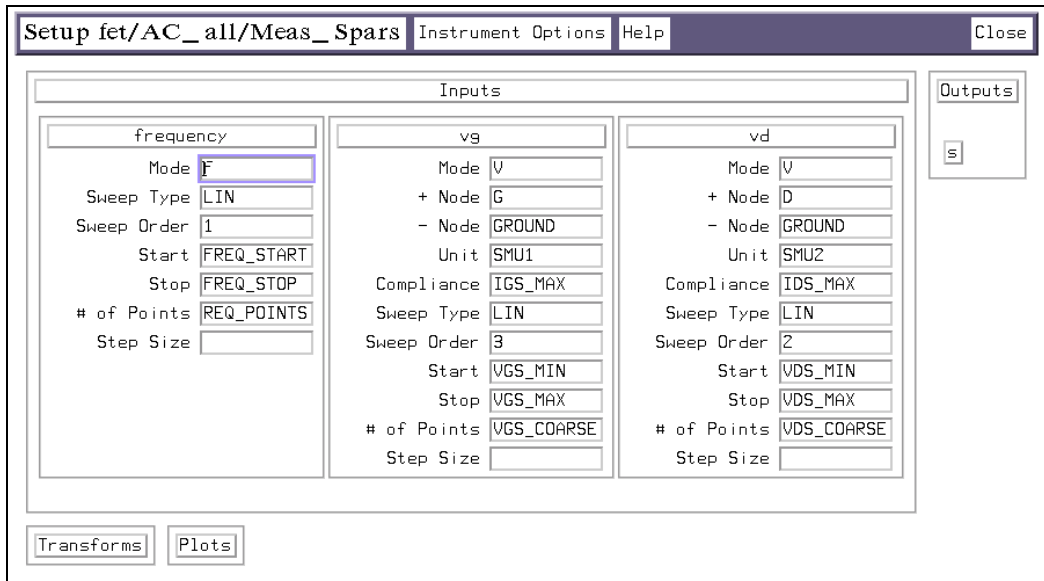 Setup fet/AC_all/Meas_Spars Instrument Options Help Close
Inputs
Outputs
frequency
Mode F
Sweep Type LIN
Sweep Order 1
Start FREQ_START
Stop FREQ_STOP
# of Points REQ_POINTS
Step Size
vg
Mode V
+ Node G
- Node GROUND
Unit SMU1
Compliance IGS_MAX
Sweep Type LIN
Sweep Order 3
Start VGS_MIN
Stop VGS_MAX
# of Points VGS_COARSE
Step Size
vd
Mode V
+ Node D
- Node GROUND
Unit SMU2
Compliance IDS_MAX
Sweep Type LIN
Sweep Order 2
Start VDS_MIN
Stop VDS_MAX
# of Points VDS_COARSE
Step Size
s
Transforms Plots